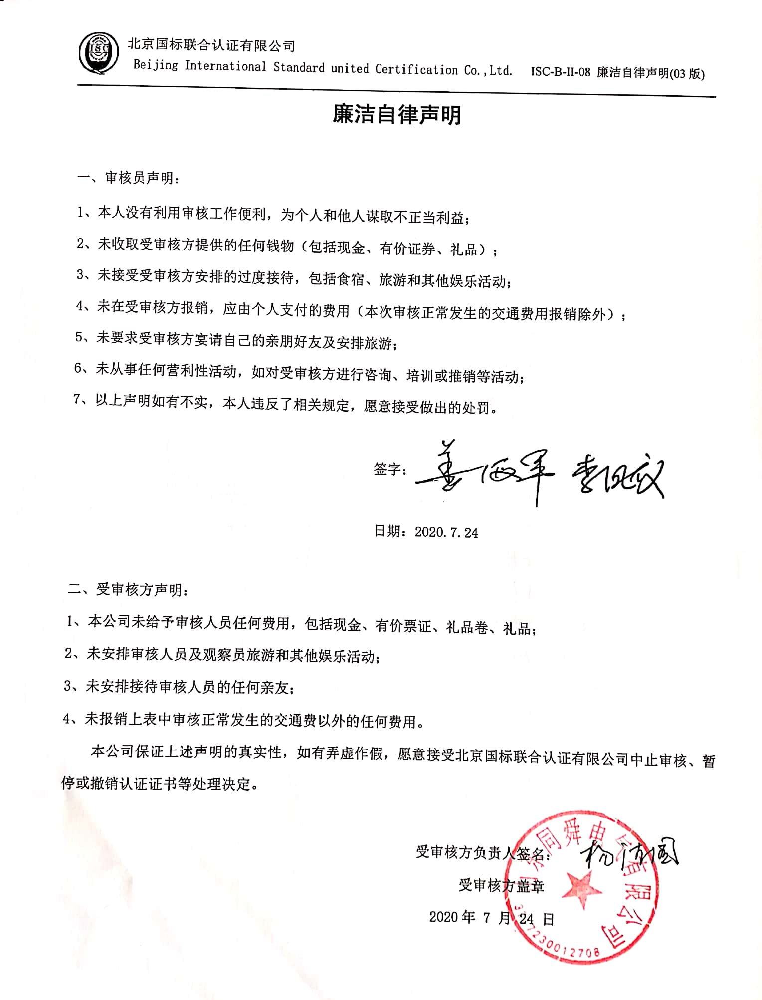 ISC
北京国标联合认证有限公司
Beijing International Standard united Certification Co.,Ltd. ISC-B-II-08 廉洁自律声明(03 版)
廉洁自律声明
一、审核员声明：
1、本人没有利用审核工作便利，为个人和他人谋取不正当利益；
2、未收取受审核方提供的任何钱物（包括现金、有价证券、礼品）；
3、未接受受审核方安排的过度接待，包括食宿、旅游和其他娱乐活动；
4、未在受审核方报销，应由个人支付的费用（本次审核正常发生的交通费用报销除外）；
5、未要求受审核方宴请自己的亲朋好友及安排旅游；
6、未从事任何营利性活动，如对受审核方进行咨询、培训或推销等活动；
7、以上声明如有不实，本人违反了相关规定，愿意接受做出的处罚。
签字：
日期：2020.7.24
二、受审核方声明：
1、本公司未给予审核人员任何费用，包括现金、有价票证、礼品卷、礼品；
2、未安排审核人员及观察员旅游和其他娱乐活动；
3、未安排接待审核人员的任何亲友；
4、未报销上表中审核正常发生的交通费以外的任何费用。
本公司保证上述声明的真实性，如有弄虚作假，愿意接受北京国标联合认证有限公司中止审核、暂
停或撤销认证证书等处理决定。
受审核方负责人签名：
受审核方盖章
2020 年 7 月 24 日
东同舜电气有限公司